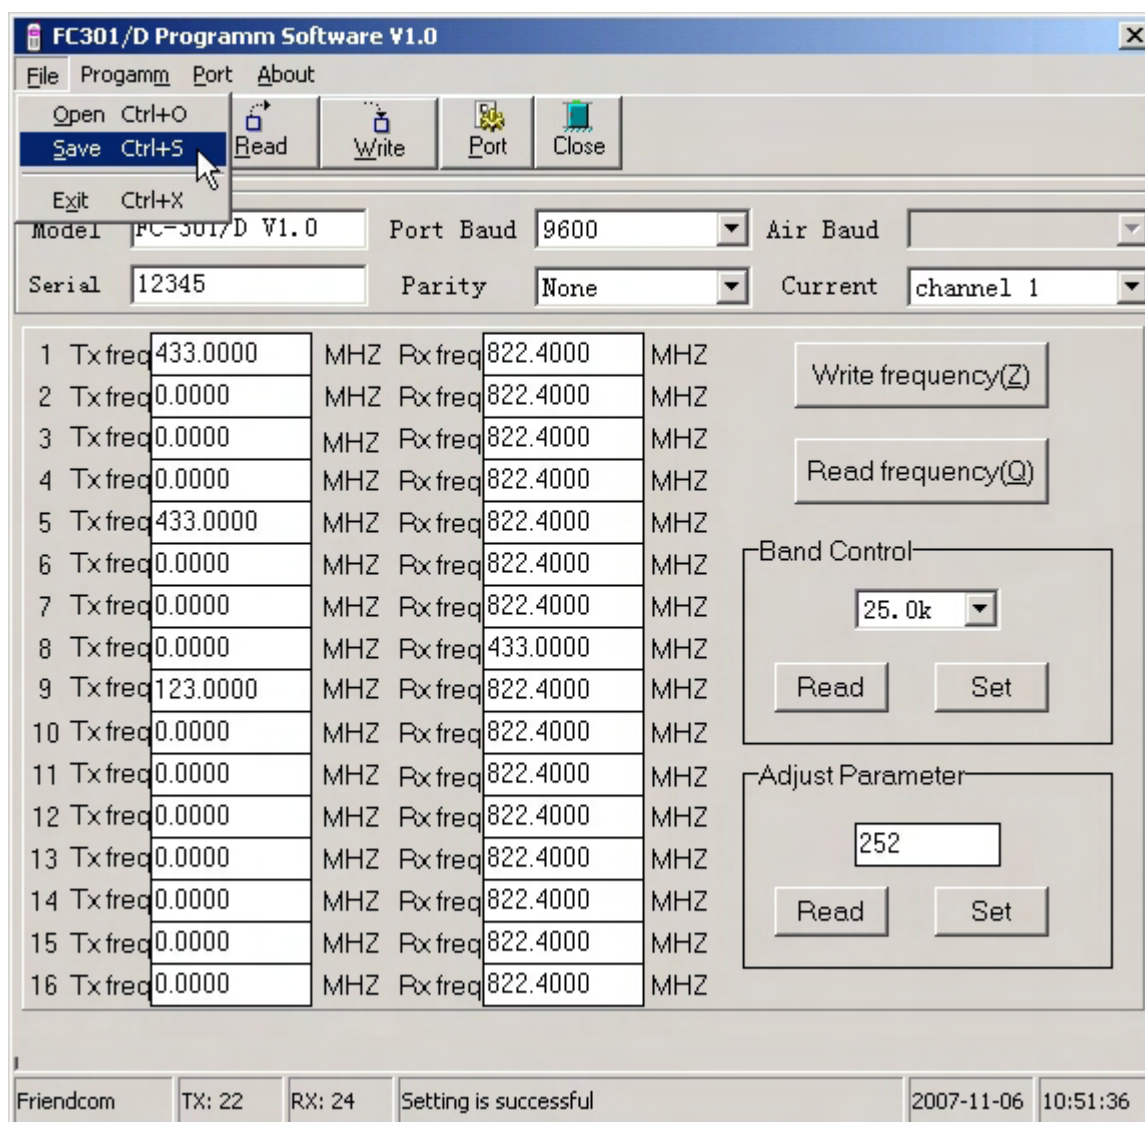 FC301/D Programm Software V1.0
File Progamm Port About
Open Ctrl+O
Save Ctrl+S
Exit Ctrl+X
Read Write Port Close
Model FC-301/D V1.0 Port Baud 9600 Air Baud
Serial 12345 Parity None Current channel 1
1 Tx freq 433.0000 MHZ Rx freq 822.4000 MHZ
2 Tx freq 0.0000 MHZ Rx freq 822.4000 MHZ
3 Tx freq 0.0000 MHZ Rx freq 822.4000 MHZ
4 Tx freq 0.0000 MHZ Rx freq 822.4000 MHZ
5 Tx freq 433.0000 MHZ Rx freq 822.4000 MHZ
6 Tx freq 0.0000 MHZ Rx freq 822.4000 MHZ
7 Tx freq 0.0000 MHZ Rx freq 822.4000 MHZ
8 Tx freq 0.0000 MHZ Rx freq 433.0000 MHZ
9 Tx freq 123.0000 MHZ Rx freq 822.4000 MHZ
10 Tx freq 0.0000 MHZ Rx freq 822.4000 MHZ
11 Tx freq 0.0000 MHZ Rx freq 822.4000 MHZ
12 Tx freq 0.0000 MHZ Rx freq 822.4000 MHZ
13 Tx freq 0.0000 MHZ Rx freq 822.4000 MHZ
14 Tx freq 0.0000 MHZ Rx freq 822.4000 MHZ
15 Tx freq 0.0000 MHZ Rx freq 822.4000 MHZ
16 Tx freq 0.0000 MHZ Rx freq 822.4000 MHZ
Write frequency(Z)
Read frequency(Q)
Band Control
25.0k
Read Set
Adjust Parameter
252
Read Set
Friendcom TX: 22 RX: 24 Setting is successful 2007-11-06 10:51:36